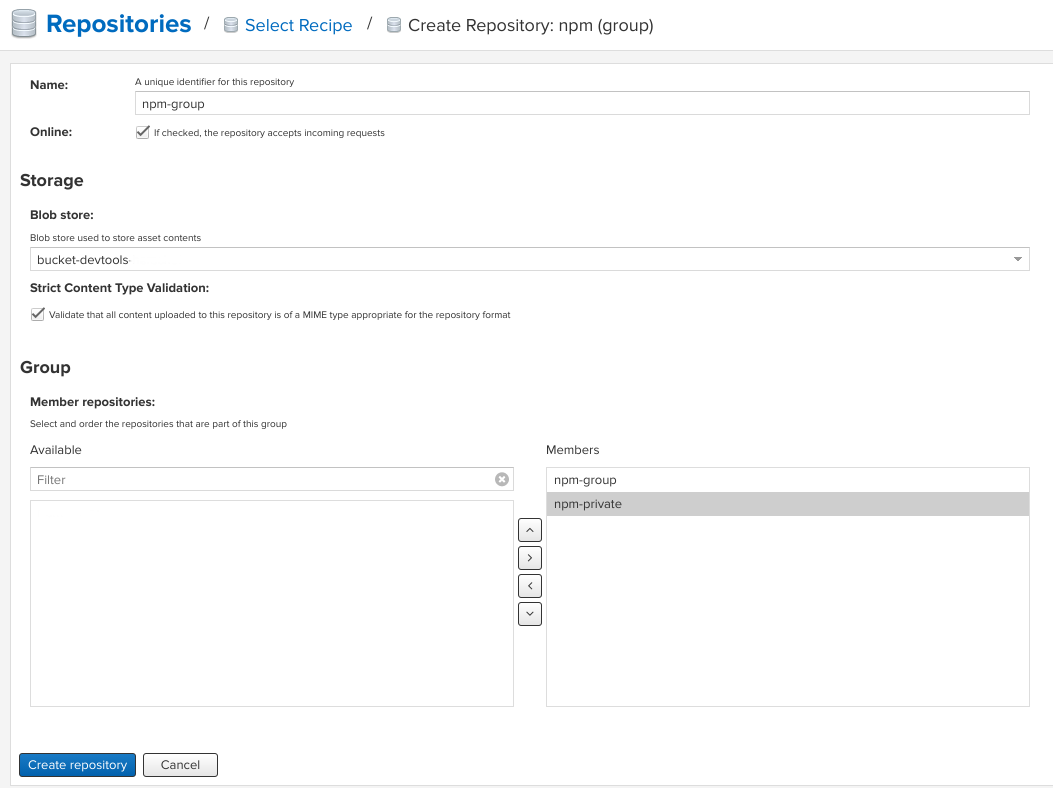 Repositories / Select Recipe / Create Repository: npm (group)
Name:
A unique identifier for this repository
npm-group
Online:
If checked, the repository accepts incoming requests
Storage
Blob store:
Blob store used to store asset contents
bucket-devtools
Strict Content Type Validation:
Validate that all content uploaded to this repository is of a MIME type appropriate for the repository format
Group
Member repositories:
Select and order the repositories that are part of this group
Available
Filter
Members
npm-group
npm-private
Create repository
Cancel